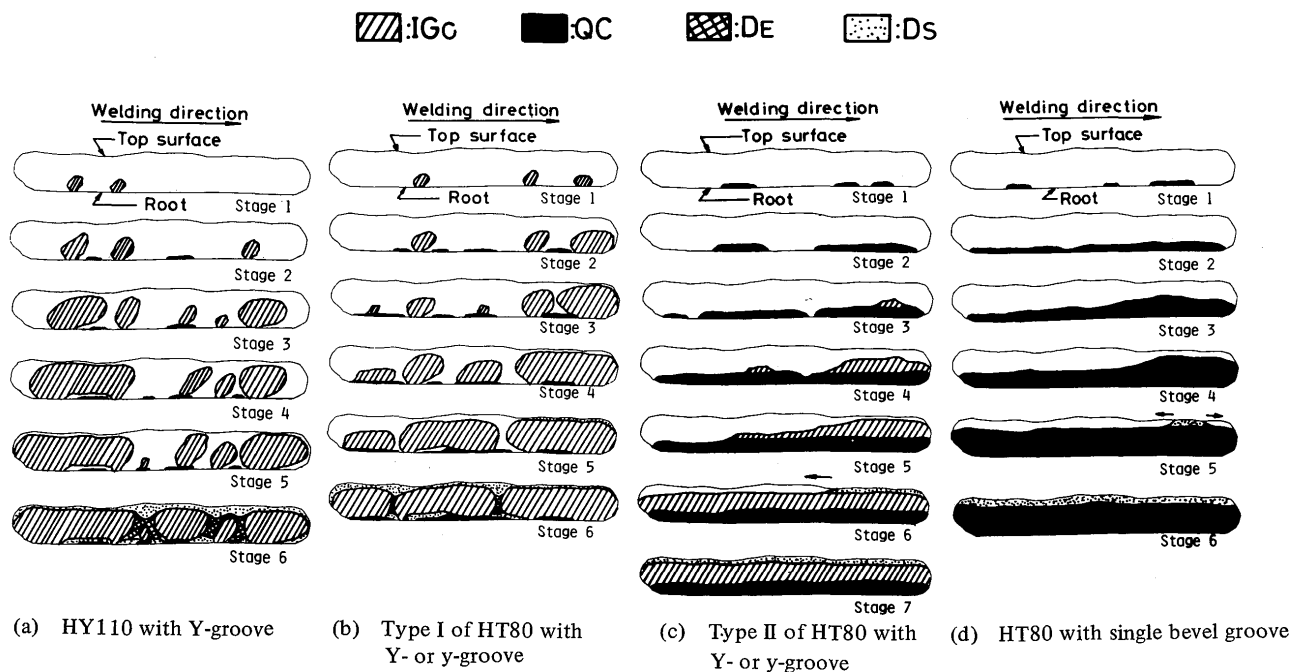 :IGc :QC :DE :DS
Welding direction
Top surface
Root
Stage 1
Stage 2
Stage 3
Stage 4
Stage 5
Stage 6
(a) HY110 with Y-groove
Welding direction
Top surface
Root
Stage 1
Stage 2
Stage 3
Stage 4
Stage 5
Stage 6
(b) Type I of HT80 with
Y- or y-groove
Welding direction
Top surface
Root
Stage 1
Stage 2
Stage 3
Stage 4
Stage 5
Stage 6
Stage 7
(c) Type II of HT80 with
Y- or y-groove
Welding direction
Top surface
Root
Stage 1
Stage 2
Stage 3
Stage 4
Stage 5
Stage 6
(d) HT80 with single bevel groove